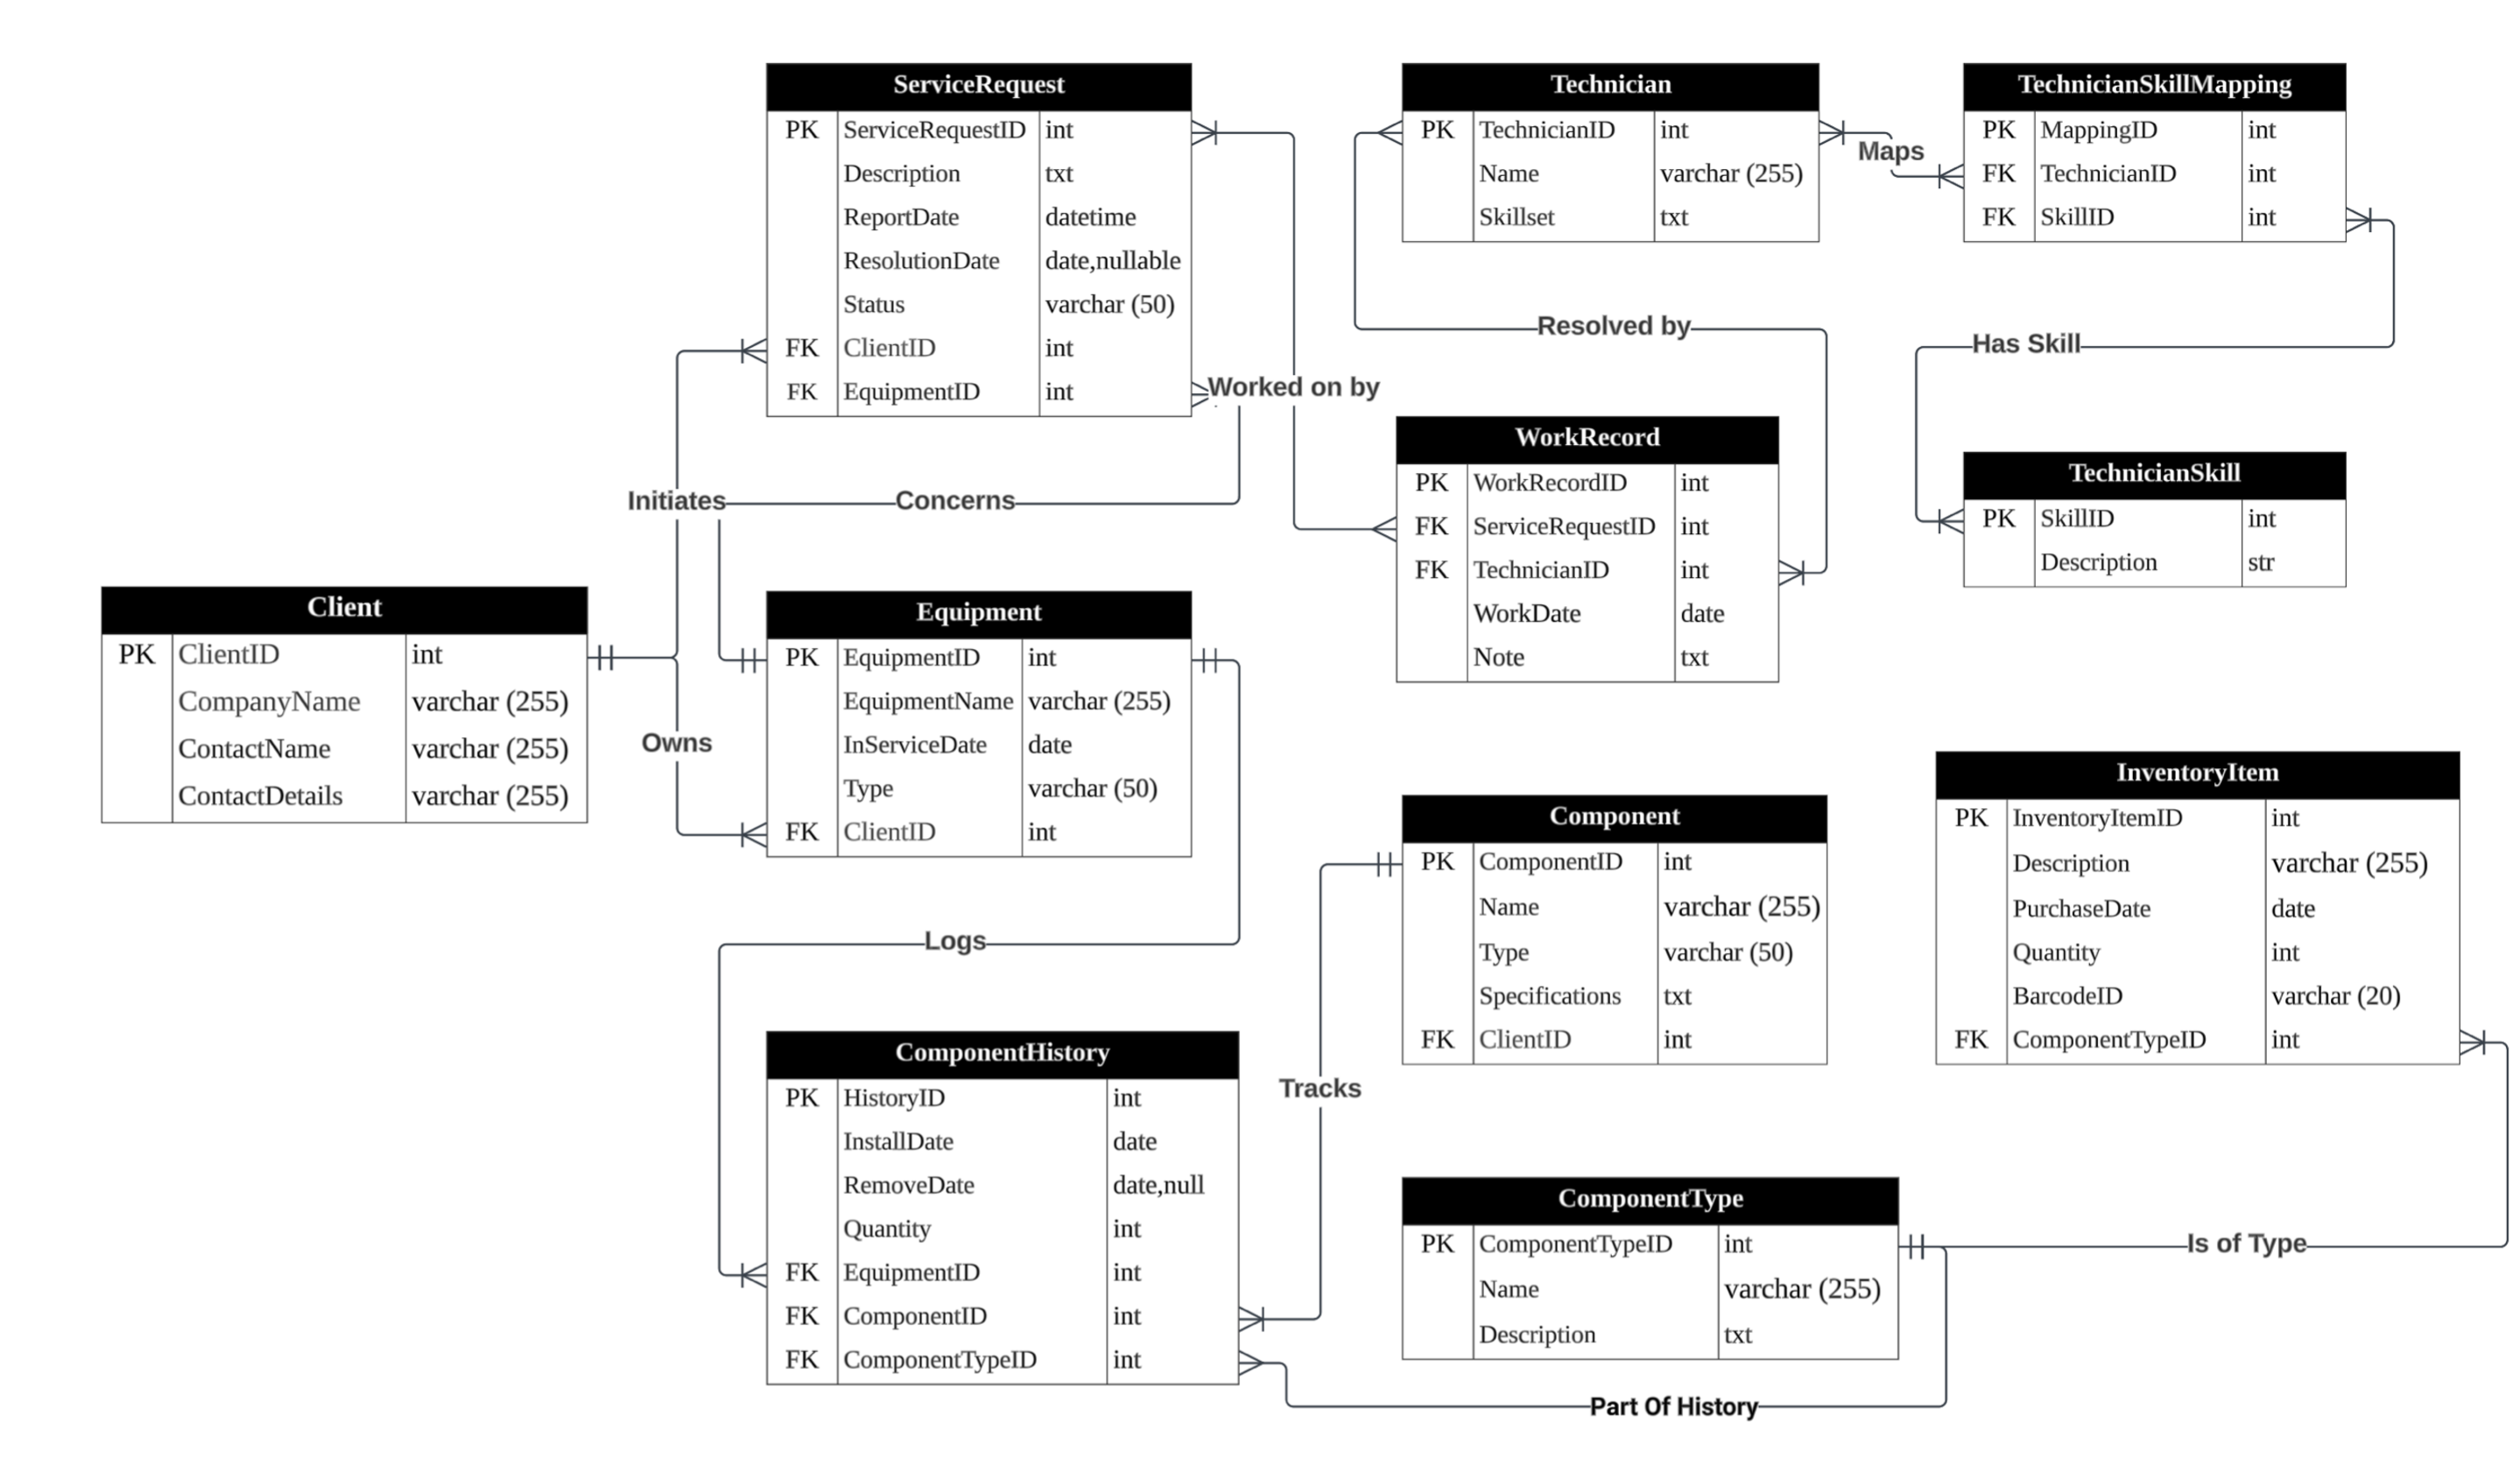 ServiceRequest
PK ServiceRequestID int
Description txt
ReportDate datetime
ResolutionDate date,nullable
Status varchar (50)
FK ClientID int
FK EquipmentID int
Technician
PK TechnicianID int
Name varchar (255)
Skillset txt
Maps
TechnicianSkillMapping
PK MappingID int
FK TechnicianID int
FK SkillID int
Resolved by
Has Skill
Worked on by
WorkRecord
PK WorkRecordID int
FK ServiceRequestID int
FK TechnicianID int
WorkDate date
Note txt
TechnicianSkill
PK SkillID int
Description str
Initiates
Concerns
Client
PK ClientID int
CompanyName varchar (255)
ContactName varchar (255)
ContactDetails varchar (255)
Owns
Equipment
PK EquipmentID int
EquipmentName varchar (255)
InServiceDate date
Type varchar (50)
FK ClientID int
Logs
Component
PK ComponentID int
Name varchar (255)
Type varchar (50)
Specifications txt
FK ClientID int
InventoryItem
PK InventoryItemID int
Description varchar (255)
PurchaseDate date
Quantity int
BarcodeID varchar (20)
FK ComponentTypeID int
ComponentHistory
PK HistoryID int
InstallDate date
RemoveDate date,null
Quantity int
FK EquipmentID int
FK ComponentID int
FK ComponentTypeID int
Tracks
ComponentType
PK ComponentTypeID int
Name varchar (255)
Description txt
Is of Type
Part Of History